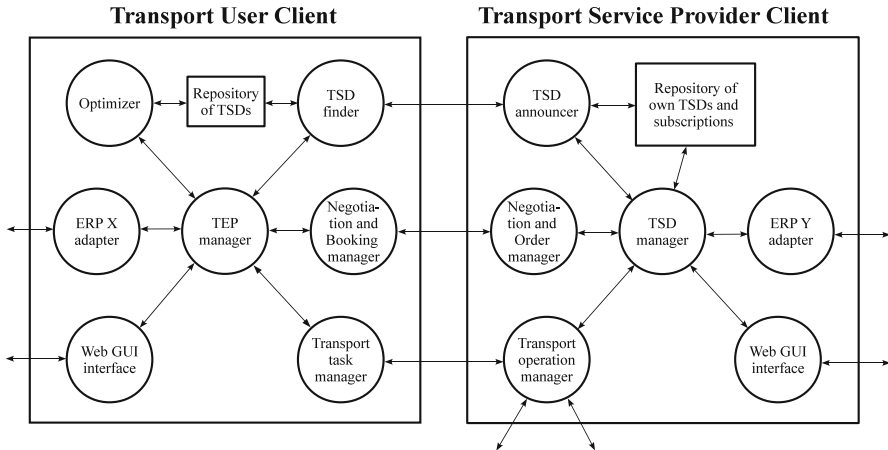 Transport User Client
Transport Service Provider Client
Optimizer
Repository
of TSDs
TSD
finder
TSD
announcer
Repository of
own TSDs and
subscriptions
ERP X
adapter
TEP
manager
Negotia-
tion and
Booking
manager
Negotia-
tion and
Order
manager
TSD
manager
ERP Y
adapter
Web GUI
interface
Transport
task
manager
Transport
operation
manager
Web GUI
interface